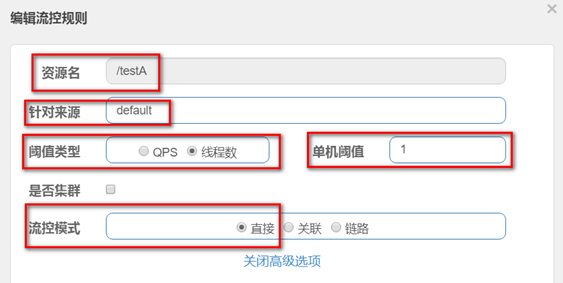 编辑流控规则
资源名 /testA
针对来源 default
阈值类型 QPS 线程数 单机阈值 1
是否集群
流控模式 直接 关联 链路
关闭高级选项